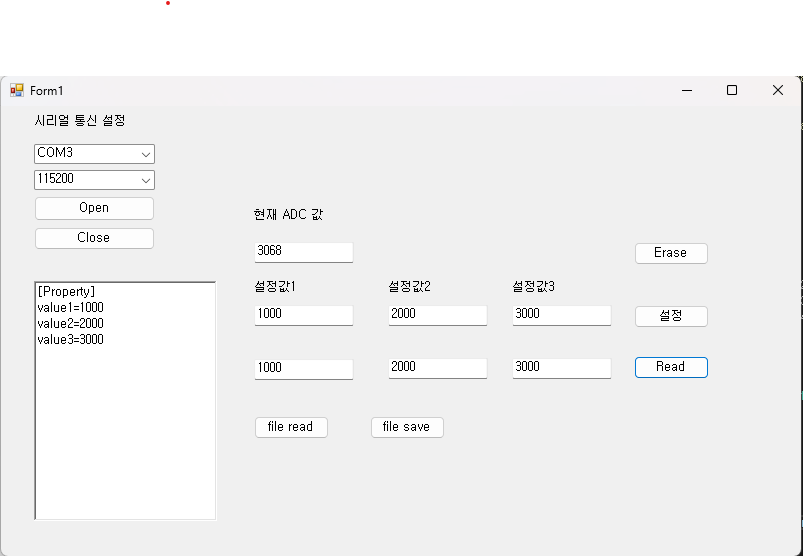 Form1
시리얼 통신 설정
COM3
115200
Open
Close
현재 ADC 값
3068
Erase
[Property]
value1=1000
value2=2000
value3=3000
설정값1 설정값2 설정값3
1000 2000 3000 설정
1000 2000 3000 Read
file read file save